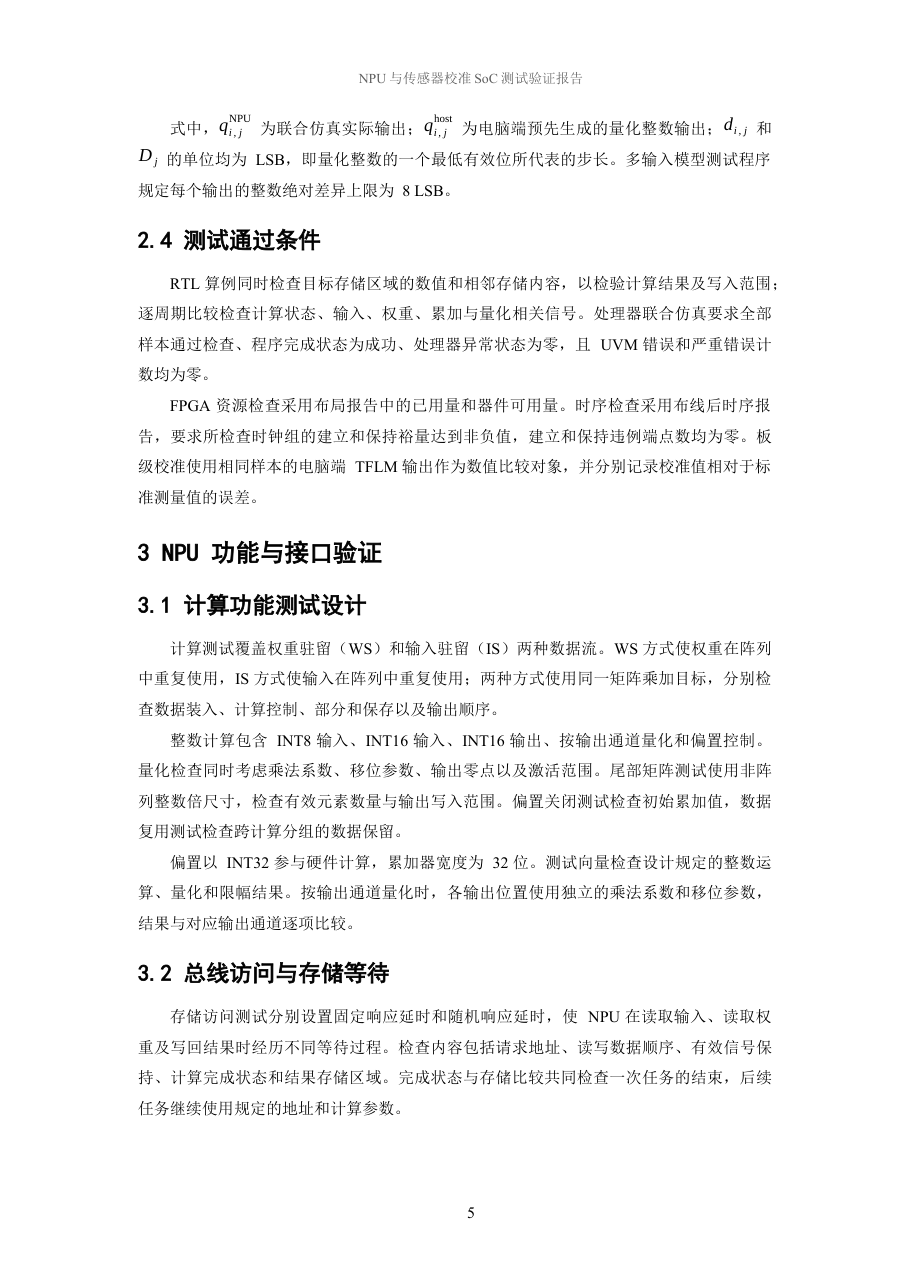 NPU 与传感器校准 SoC 测试验证报告
式中，q_{i,j}^{NPU} 为联合仿真实际输出；q_{i,j}^{host} 为电脑端预先生成的量化整数输出；d_{i,j} 和
D_j 的单位均为 LSB，即量化整数的一个最低有效位所代表的步长。多输入模型测试程序
规定每个输出的整数绝对差异上限为 8 LSB。
2.4 测试通过条件
RTL 算例同时检查目标存储区域的数值和相邻存储内容，以检验计算结果及写入范围；
逐周期比较检查计算状态、输入、权重、累加与量化相关信号。处理器联合仿真要求全部
样本通过检查、程序完成状态为成功、处理器异常状态为零，且 UVM 错误和严重错误计
数均为零。
FPGA 资源检查采用布局报告中的已用量和器件可用量。时序检查采用布线后时序报
告，要求所检查时钟组的建立和保持裕量达到非负值，建立和保持违例端点数均为零。板
级校准使用相同样本的电脑端 TFLM 输出作为数值比较对象，并分别记录校准值相对于标
准测量值的误差。
3 NPU 功能与接口验证
3.1 计算功能测试设计
计算测试覆盖权重驻留（WS）和输入驻留（IS）两种数据流。WS 方式使权重在阵列
中重复使用，IS 方式使输入在阵列中重复使用；两种方式使用同一矩阵乘加目标，分别检
查数据装入、计算控制、部分和保存以及输出顺序。
整数计算包含 INT8 输入、INT16 输入、INT16 输出、按输出通道量化和偏置控制。
量化检查同时考虑乘法系数、移位参数、输出零点以及激活范围。尾部矩阵测试使用非阵
列整数倍尺寸，检查有效元素数量与输出写入范围。偏置关闭测试检查初始累加值，数据
复用测试检查跨计算分组的数据保留。
偏置以 INT32 参与硬件计算，累加器宽度为 32 位。测试向量检查设计规定的整数运
算、量化和限幅结果。按输出通道量化时，各输出位置使用独立的乘法系数和移位参数，
结果与对应输出通道逐项比较。
3.2 总线访问与存储等待
存储访问测试分别设置固定响应延时和随机响应延时，使 NPU 在读取输入、读取权
重及写回结果时经历不同等待过程。检查内容包括请求地址、读写数据顺序、有效信号保
持、计算完成状态和结果存储区域。完成状态与存储比较共同检查一次任务的结束，后续
任务继续使用规定的地址和计算参数。
5